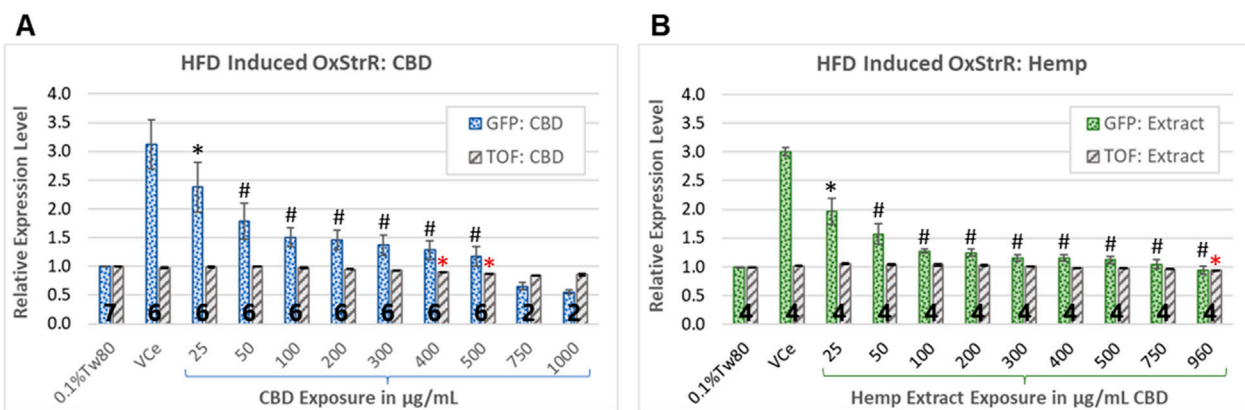 A
HFD Induced OxStrR: CBD
Relative Expression Level
4.0
3.5
3.0
2.5
2.0
1.5
1.0
0.5
0.0
GFP: CBD
TOF: CBD
* # # # # # #
* *
7 6 6 6 6 6 6 6 6 2 2
0.1%Tw80 VCe 25 50 100 200 300 400 500 750 1000
CBD Exposure in µg/mL
B
HFD Induced OxStrR: Hemp
Relative Expression Level
4.0
3.5
3.0
2.5
2.0
1.5
1.0
0.5
0.0
GFP: Extract
TOF: Extract
* # # # # # # # #
*
4 4 4 4 4 4 4 4 4 4 4
0.1%Tw80 VCe 25 50 100 200 300 400 500 750 960
Hemp Extract Exposure in µg/mL CBD